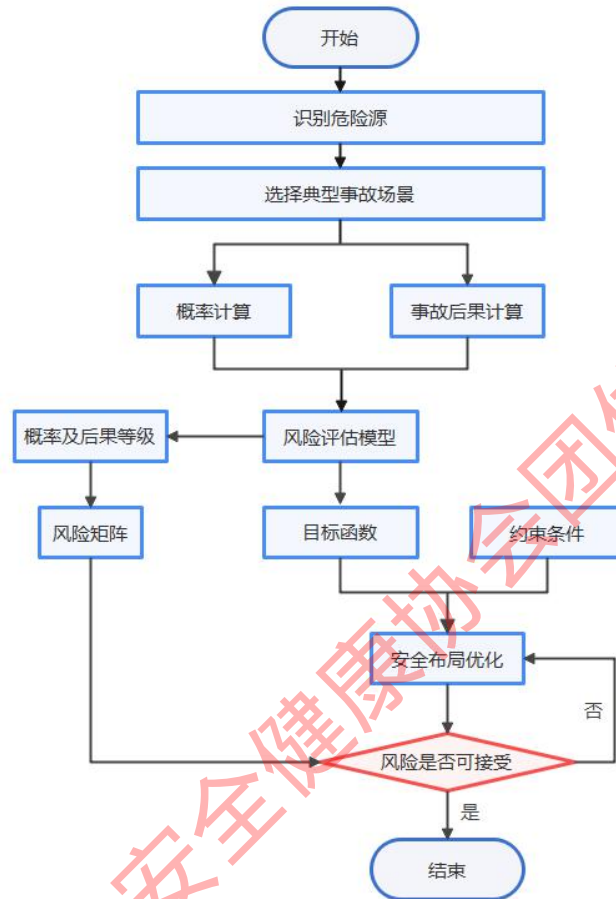 开始
识别危险源
选择典型事故场景
概率计算
事故后果计算
概率及后果等级
风险评估模型
风险矩阵
目标函数
约束条件
安全布局优化
否
风险是否可接受
是
结束
安全健康协会团